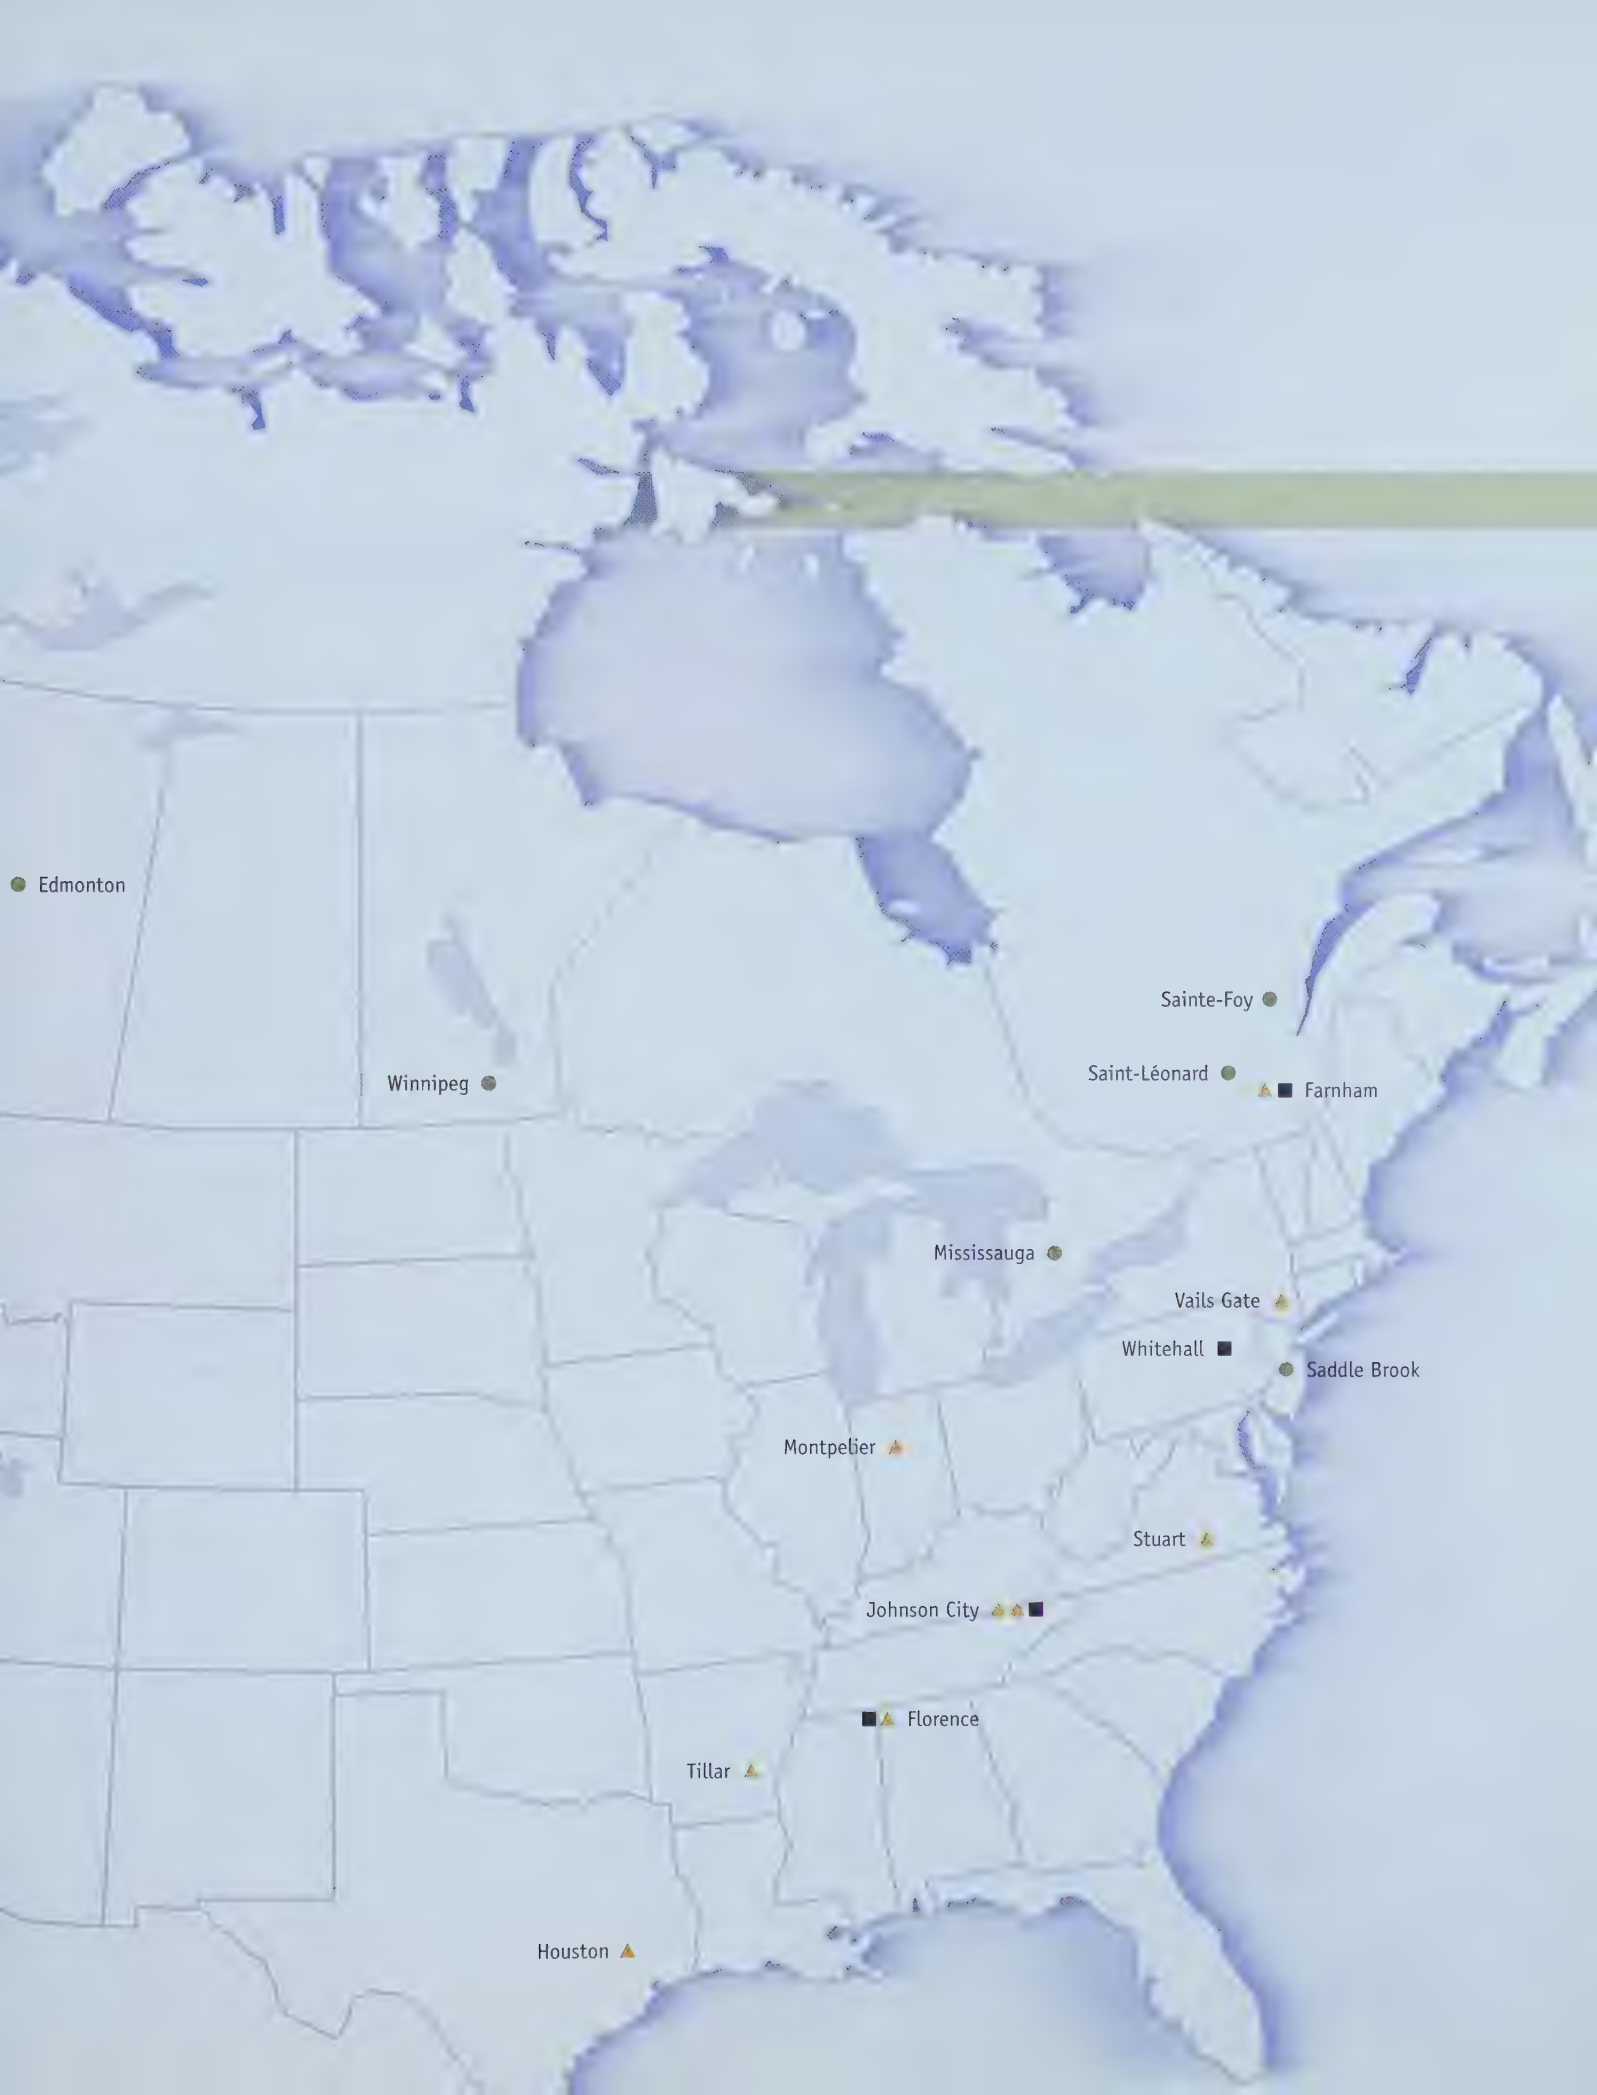 Edmonton
Sainte-Foy
Saint-Léonard
Winnipeg
Farnham
Mississauga
Vails Gate
Whitehall
Saddle Brook
Montpelier
Stuart
Johnson City
Florence
Tillar
Houston